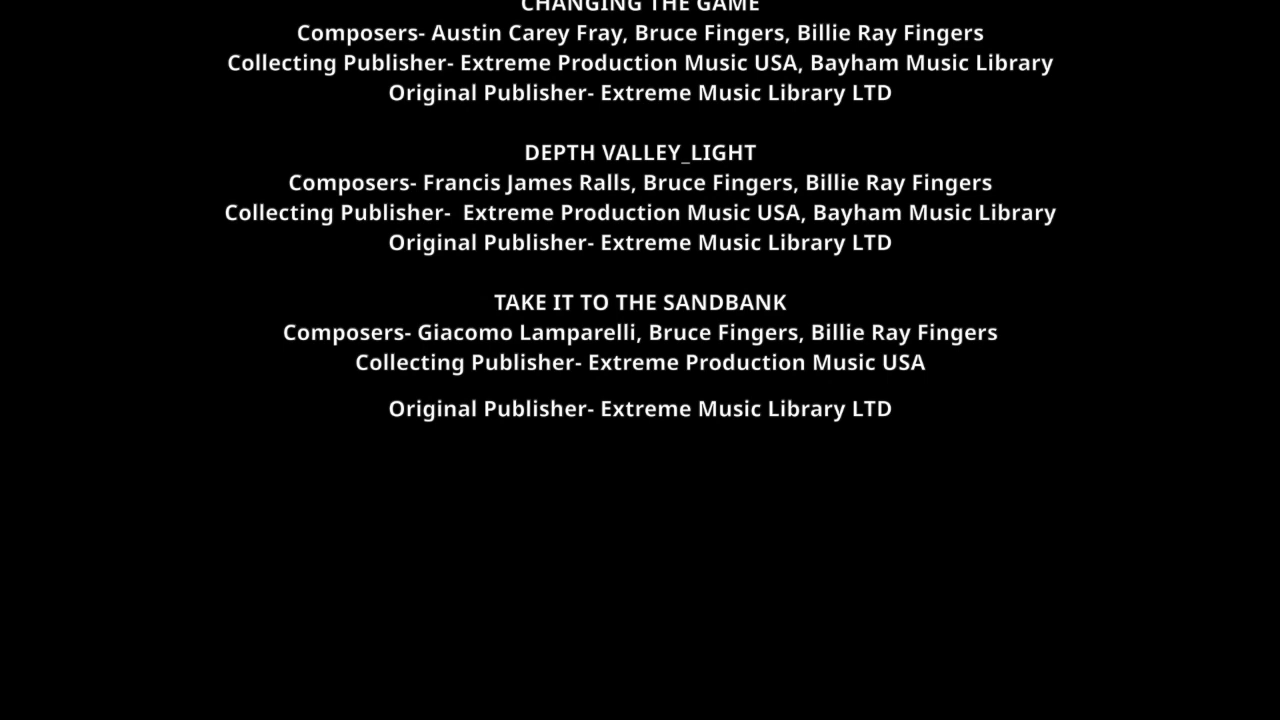 CHANGING THE GAME
Composers- Austin Carey Fray, Bruce Fingers, Billie Ray Fingers
Collecting Publisher- Extreme Production Music USA, Bayham Music Library
Original Publisher- Extreme Music Library LTD
DEPTH VALLEY_LIGHT
Composers- Francis James Ralls, Bruce Fingers, Billie Ray Fingers
Collecting Publisher-  Extreme Production Music USA, Bayham Music Library
Original Publisher- Extreme Music Library LTD
TAKE IT TO THE SANDBANK
Composers- Giacomo Lamparelli, Bruce Fingers, Billie Ray Fingers
Collecting Publisher- Extreme Production Music USA
Original Publisher- Extreme Music Library LTD